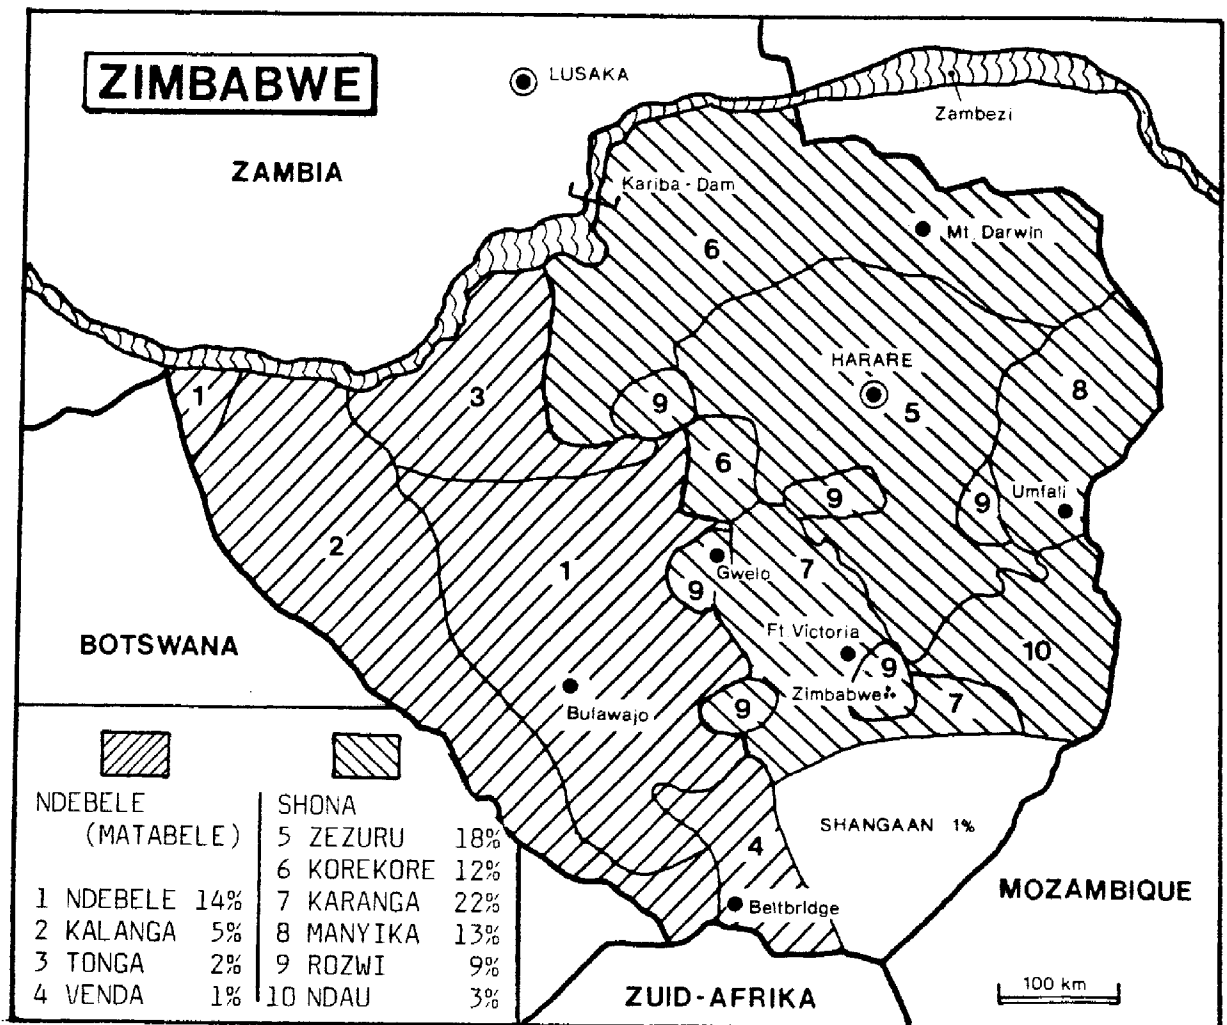 ZIMBABWE
LUSAKA
Zambezi
ZAMBIA
Kariba-Dam
Mt. Darwin
6
HARARE
1
3
9
5
8
6
9
9
Umfali
2
1
Gwelo
7
9
Ft. Victoria
BOTSWANA
10
9
Zimbabwe
7
Bulawajo
9
SHANGAAN 1%
4
MOZAMBIQUE
Beitbridge
ZUID-AFRIKA
100 km
NDEBELE
(MATABELE)
1 NDEBELE 14%
2 KALANGA 5%
3 TONGA 2%
4 VENDA 1%
SHONA
5 ZEZURU 18%
6 KOREKORE 12%
7 KARANGA 22%
8 MANYIKA 13%
9 ROZWI 9%
10 NDAU 3%